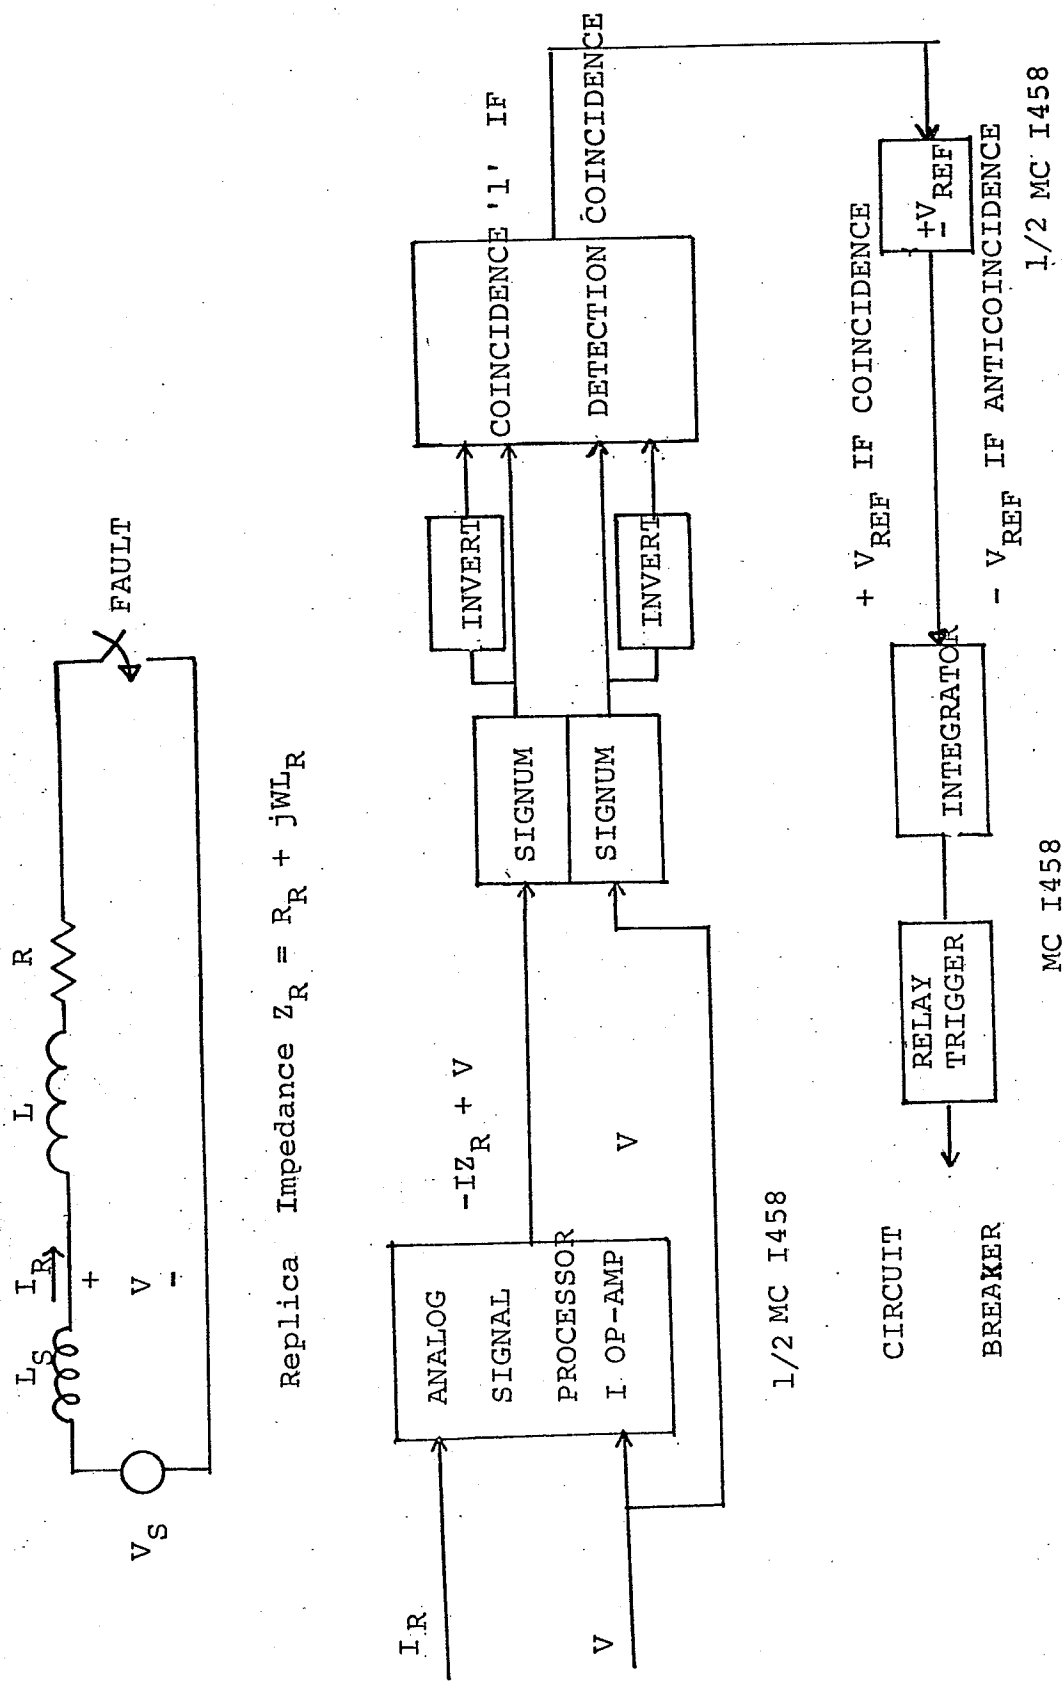 L_S
I_R
L
R
+
V
-
V_S
FAULT
Replica Impedance Z_R = R_R + jWL_R
I_R
V
ANALOG
SIGNAL
PROCESSOR
I OP-AMP
-IZ_R + V
V
1/2 MC I458
SIGNUM
SIGNUM
INVERT
INVERT
COINCIDENCE '1' IF
DETECTION COINCIDENCE
±V_REF
+ V_REF IF COINCIDENCE
- V_REF IF ANTICOINCIDENCE
1/2 MC I458
INTEGRATOR
RELAY
TRIGGER
MC I458
CIRCUIT
BREAKER